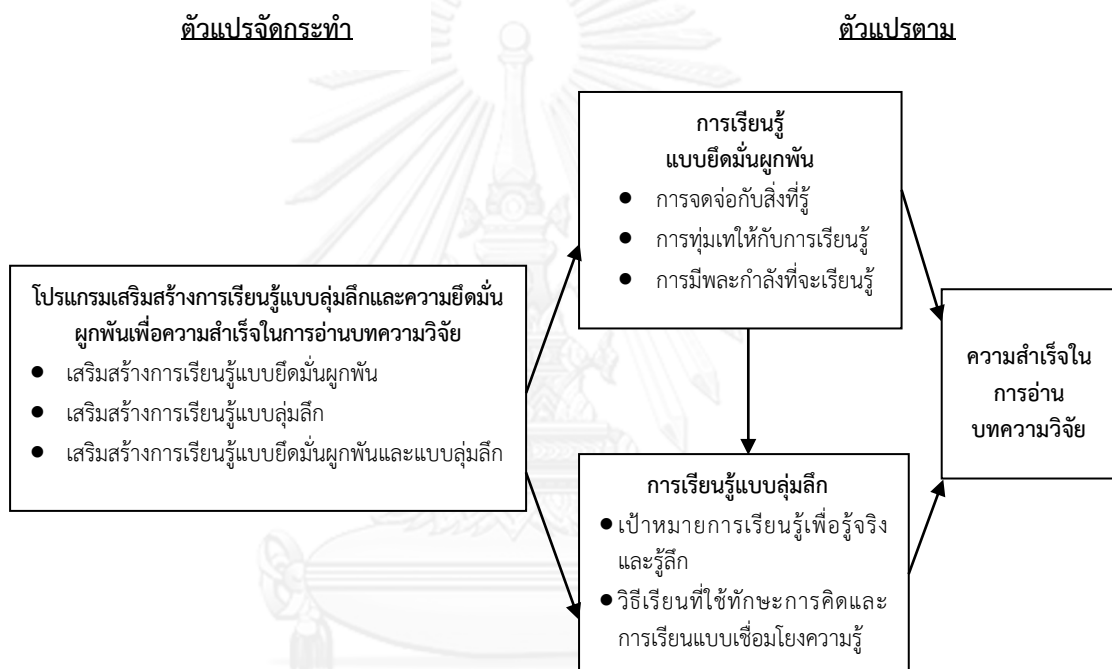 ตัวแปรจัดกระทำ
ตัวแปรตาม
การเรียนรู้
แบบยึดมั่นผูกพัน
● การจดจ่อกับสิ่งที่รู้
● การทุ่มเทให้กับการเรียนรู้
● การมีพละกำลังที่จะเรียนรู้
โปรแกรมเสริมสร้างการเรียนรู้แบบลุ่มลึกและความยึดมั่น
ผูกพันเพื่อความสำเร็จในการอ่านบทความวิจัย
● เสริมสร้างการเรียนรู้แบบยึดมั่นผูกพัน
● เสริมสร้างการเรียนรู้แบบลุ่มลึก
● เสริมสร้างการเรียนรู้แบบยึดมั่นผูกพันและแบบลุ่มลึก
ความสำเร็จใน
การอ่าน
บทความวิจัย
การเรียนรู้แบบลุ่มลึก
● เป้าหมายการเรียนรู้เพื่อรู้จริง
และรู้ลึก
● วิธีเรียนที่ใช้ทักษะการคิดและ
การเรียนแบบเชื่อมโยงความรู้